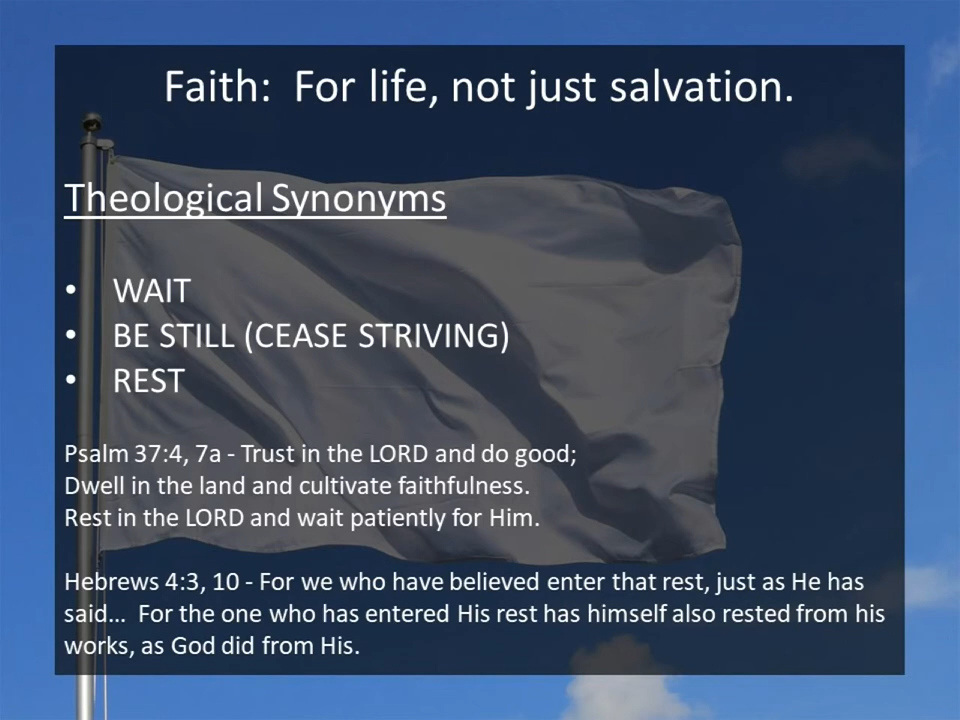 Faith:  For life, not just salvation.
Theological Synonyms
• WAIT
• BE STILL (CEASE STRIVING)
• REST
Psalm 37:4, 7a - Trust in the LORD and do good;
Dwell in the land and cultivate faithfulness.
Rest in the LORD and wait patiently for Him.
Hebrews 4:3, 10 - For we who have believed enter that rest, just as He has
said...  For the one who has entered His rest has himself also rested from his
works, as God did from His.